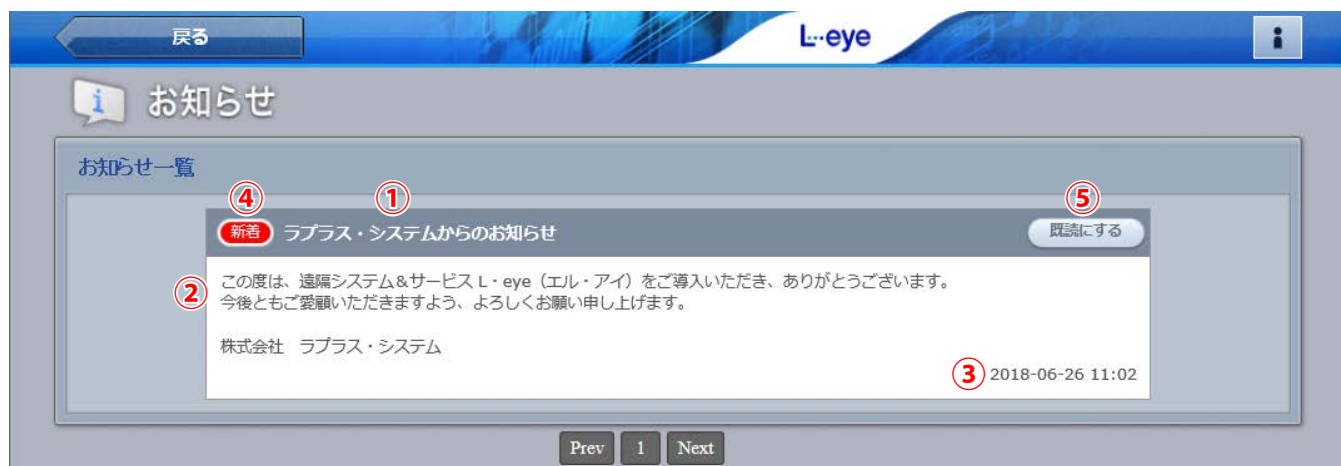 戻る
L・・・eye
お知らせ
お知らせ一覧
④ ① ⑤
新着 ラプラス・システムからのお知らせ 既読にする
② この度は、遠隔システム&サービス L・eye（エル・アイ）をご導入いただき、ありがとうございます。
今後ともご愛顧いただきますよう、よろしくお願い申し上げます。
株式会社　ラプラス・システム
③ 2018-06-26 11:02
Prev 1 Next